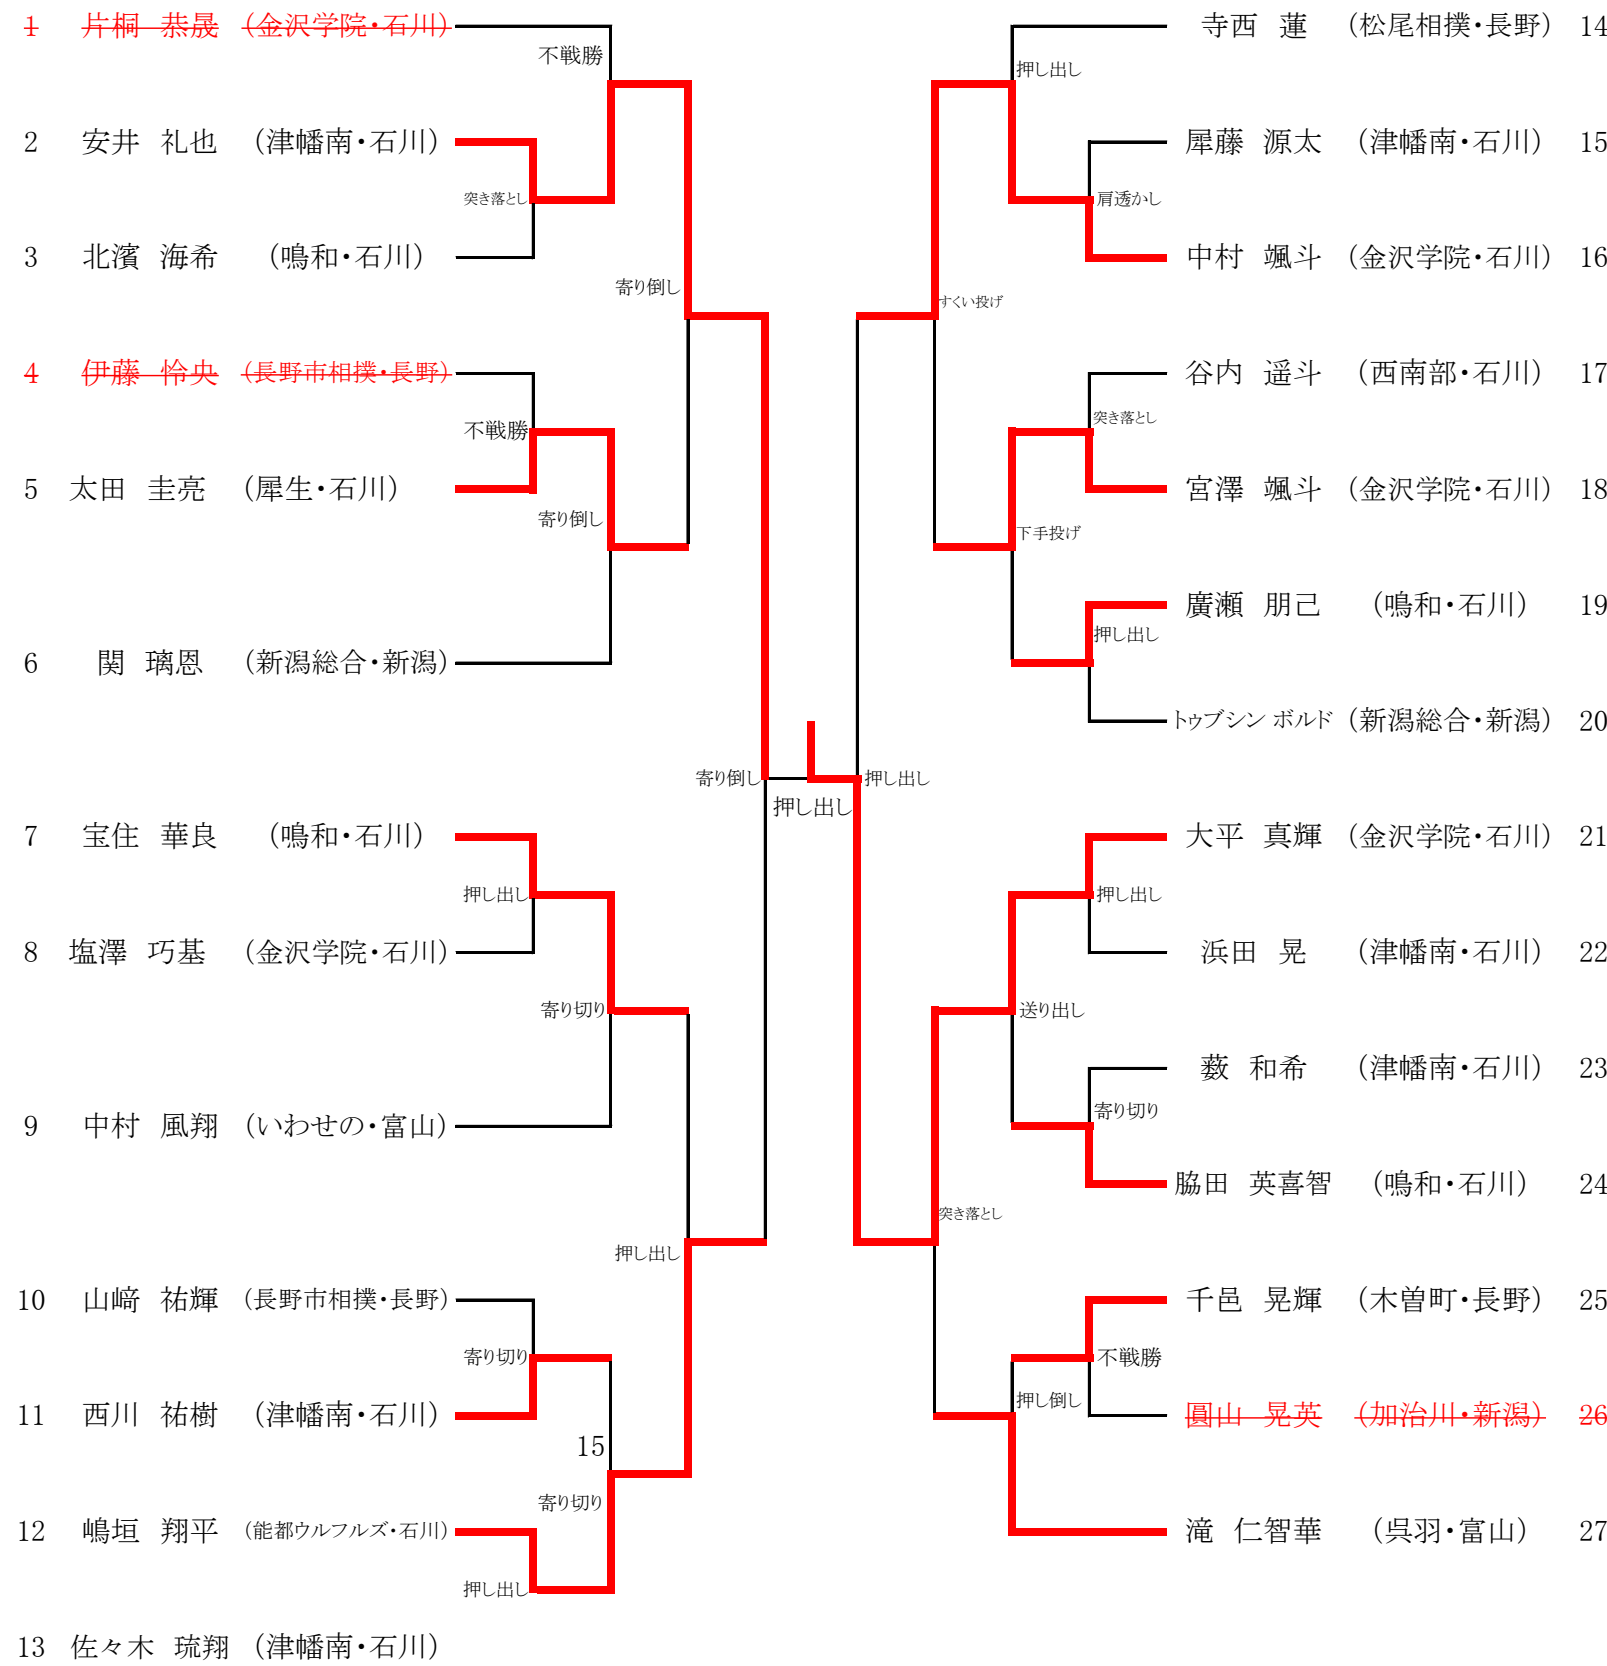 1 片桐 恭晟 (金沢学院・石川)
不戦勝
2 安井 礼也 (津幡南・石川)
突き落とし
3 北濱 海希 (鳴和・石川)
寄り倒し
4 伊藤 怜央 (長野市相撲・長野)
不戦勝
5 太田 圭亮 (犀生・石川)
寄り倒し
6 関 璃恩 (新潟総合・新潟)
寄り倒し
押し出し
7 宝住 華良 (鳴和・石川)
押し出し
8 塩澤 巧基 (金沢学院・石川)
寄り切り
9 中村 風翔 (いわせの・富山)
押し出し
10 山﨑 祐輝 (長野市相撲・長野)
寄り切り
11 西川 祐樹 (津幡南・石川)
15
寄り切り
12 嶋垣 翔平 (能都ウルフルズ・石川)
押し出し
13 佐々木 琉翔 (津幡南・石川)
寺西 蓮 (松尾相撲・長野) 14
押し出し
犀藤 源太 (津幡南・石川) 15
肩透かし
中村 颯斗 (金沢学院・石川) 16
すくい投げ
谷内 遥斗 (西南部・石川) 17
突き落とし
宮澤 颯斗 (金沢学院・石川) 18
下手投げ
廣瀬 朋己 (鳴和・石川) 19
押し出し
トゥブシン ボルド (新潟総合・新潟) 20
押し出し
大平 真輝 (金沢学院・石川) 21
押し出し
浜田 晃 (津幡南・石川) 22
送り出し
薮 和希 (津幡南・石川) 23
寄り切り
脇田 英喜智 (鳴和・石川) 24
突き落とし
千邑 晃輝 (木曽町・長野) 25
不戦勝
押し倒し
圓山 晃英 (加治川・新潟) 26
滝 仁智華 (呉羽・富山) 27